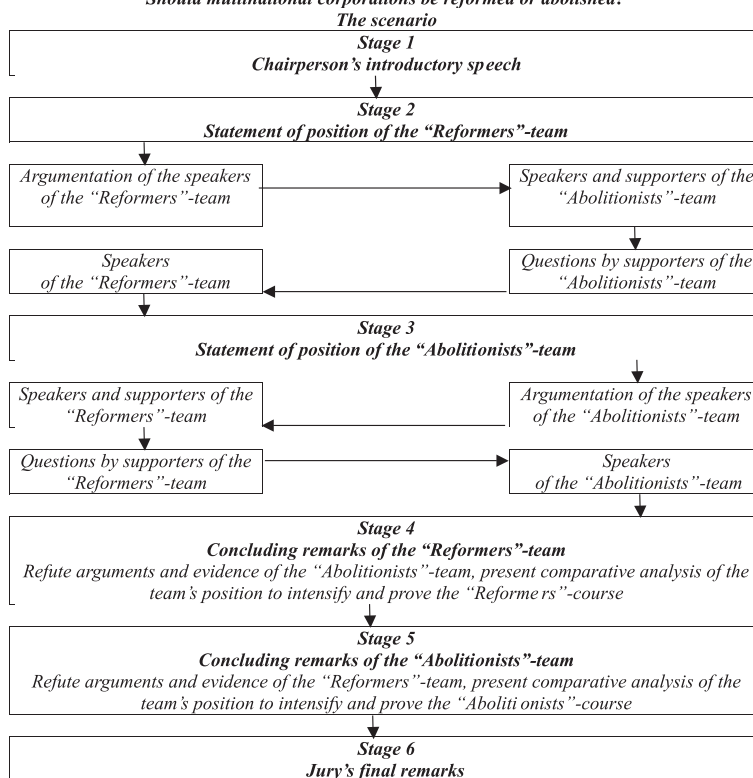 Should multinational corporations be reformed or abolished?
The scenario
Stage 1
Chairperson's introductory speech
Stage 2
Statement of position of the “Reformers”-team
Argumentation of the speakers
of the “Reformers”-team
Speakers and supporters of the
“Abolitionists”-team
Speakers
of the “Reformers”-team
Questions by supporters of the
“Abolitionists”-team
Stage 3
Statement of position of the “Abolitionists”-team
Speakers and supporters of the
“Reformers”-team
Argumentation of the speakers
of the “Abolitionists”-team
Questions by supporters of the
“Reformers”-team
Speakers
of the “Abolitionists”-team
Stage 4
Concluding remarks of the “Reformers”-team
Refute arguments and evidence of the “Abolitionists”-team, present comparative analysis of the
team’s position to intensify and prove the “Reforme rs”-course
Stage 5
Concluding remarks of the “Abolitionists”-team
Refute arguments and evidence of the “Reformers”-team, present comparative analysis of the
team’s position to intensify and prove the “Aboliti onists”-course
Stage 6
Jury’s final remarks